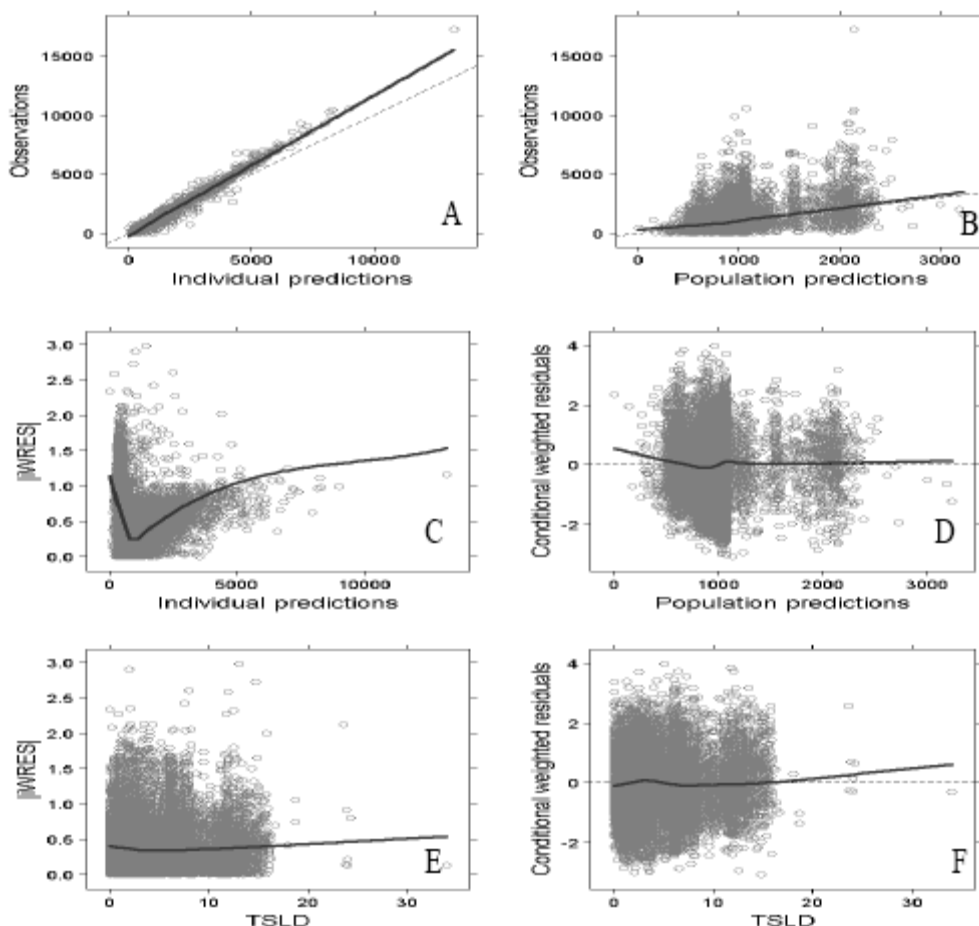 15000
10000
5000
0
Observations
A
0
5000
10000
Individual predictions
15000
10000
5000
0
Observations
B
0
1000
2000
3000
Population predictions
3.0
2.5
2.0
1.5
1.0
0.5
0.0
|IWRES|
C
0
5000
10000
Individual predictions
4
2
0
-2
Conditional weighted residuals
D
0
1000
2000
3000
Population predictions
3.0
2.5
2.0
1.5
1.0
0.5
0.0
|IWRES|
E
0
10
20
30
TSLD
4
2
0
-2
Conditional weighted residuals
F
0
10
20
30
TSLD